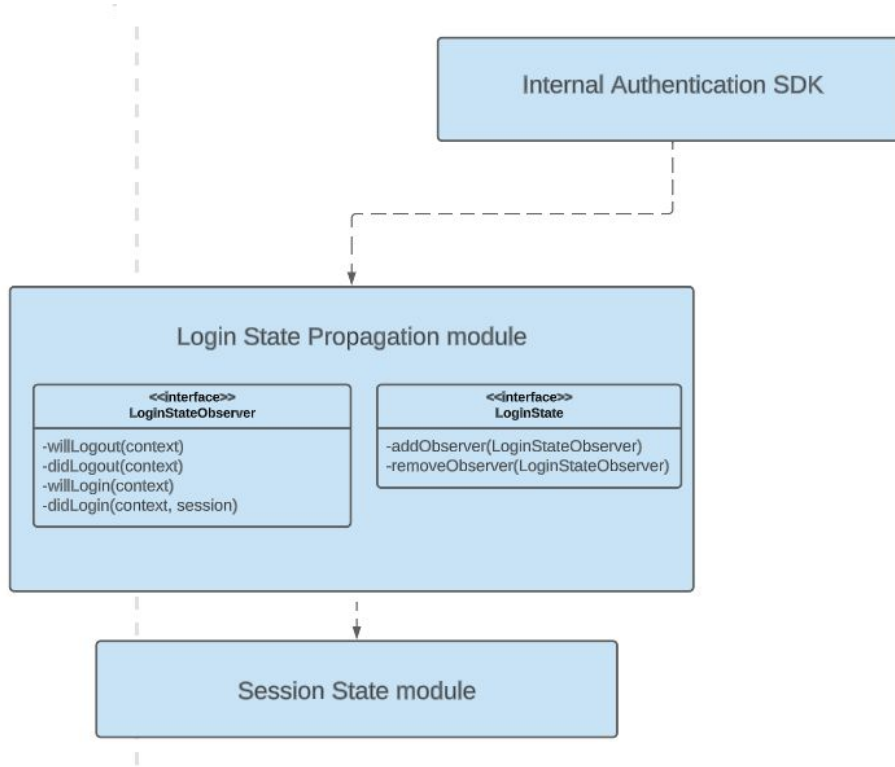 Internal Authentication SDK
Login State Propagation module
<<interface>>
LoginStateObserver
-willLogout(context)
-didLogout(context)
-willLogin(context)
-didLogin(context, session)
<<interface>>
LoginState
-addObserver(LoginStateObserver)
-removeObserver(LoginStateObserver)
Session State module